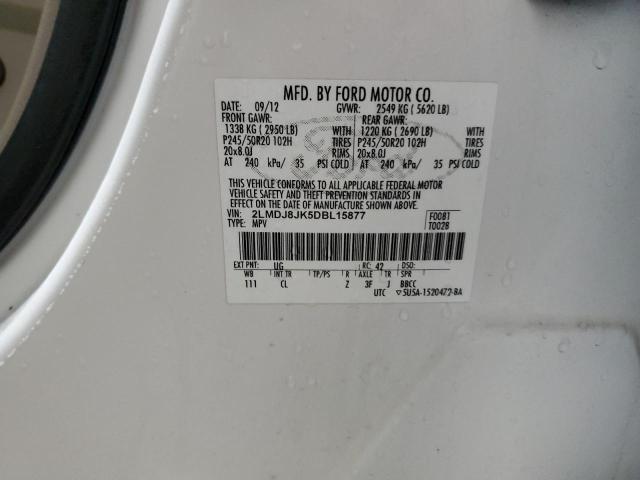 MFD. BY FORD MOTOR CO.
DATE: 09/12 GVWR: 2549 KG ( 5620 LB)
FRONT GAWR: REAR GAWR:
1338 KG ( 2950 LB) WITH 1220 KG ( 2690 LB) WITH
P245/50R20 102H TIRES P245/50R20 102H TIRES
20x8.0J RIMS 20x8.0J RIMS
AT 240 kPa/ 35 PSI COLD AT 240 kPa/ 35 PSI COLD
THIS VEHICLE CONFORMS TO ALL APPLICABLE FEDERAL MOTOR
VEHICLE SAFETY AND THEFT PREVENTION STANDARDS IN
EFFECT ON THE DATE OF MANUFACTURE SHOWN ABOVE.
VIN: 2LMDJ8JK5DBL15877 F0081
TYPE: MPV T0028
EXT PNT: UG RC: 42 DSO:
WB INT TR TP/PS R AXLE TR SPR
111 CL Z 3F J BBCC
UTC ▽5U5A-1520472-BA